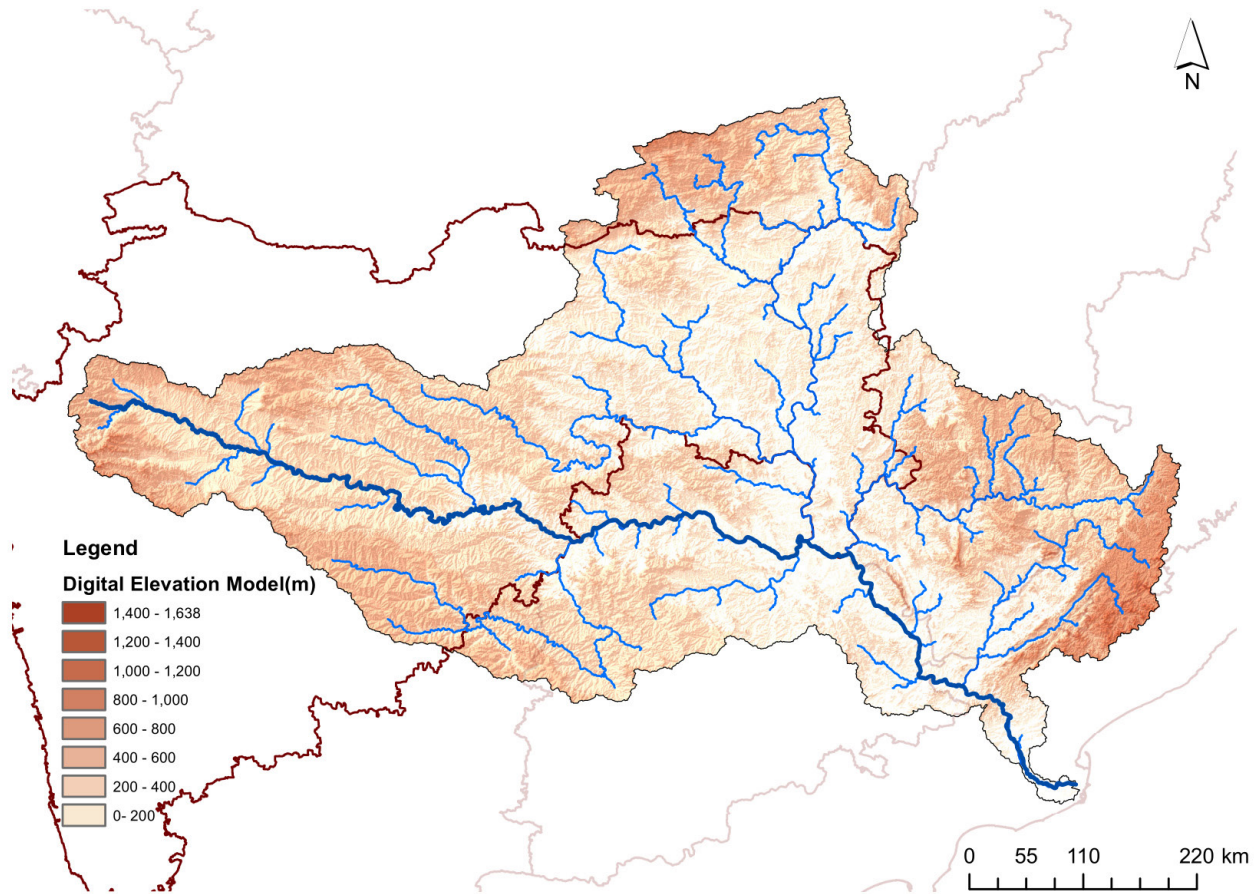 N
Legend
Digital Elevation Model(m)
1,400 - 1,638
1,200 - 1,400
1,000 - 1,200
800 - 1,000
600 - 800
400 - 600
200 - 400
0- 200
0 55 110 220 km